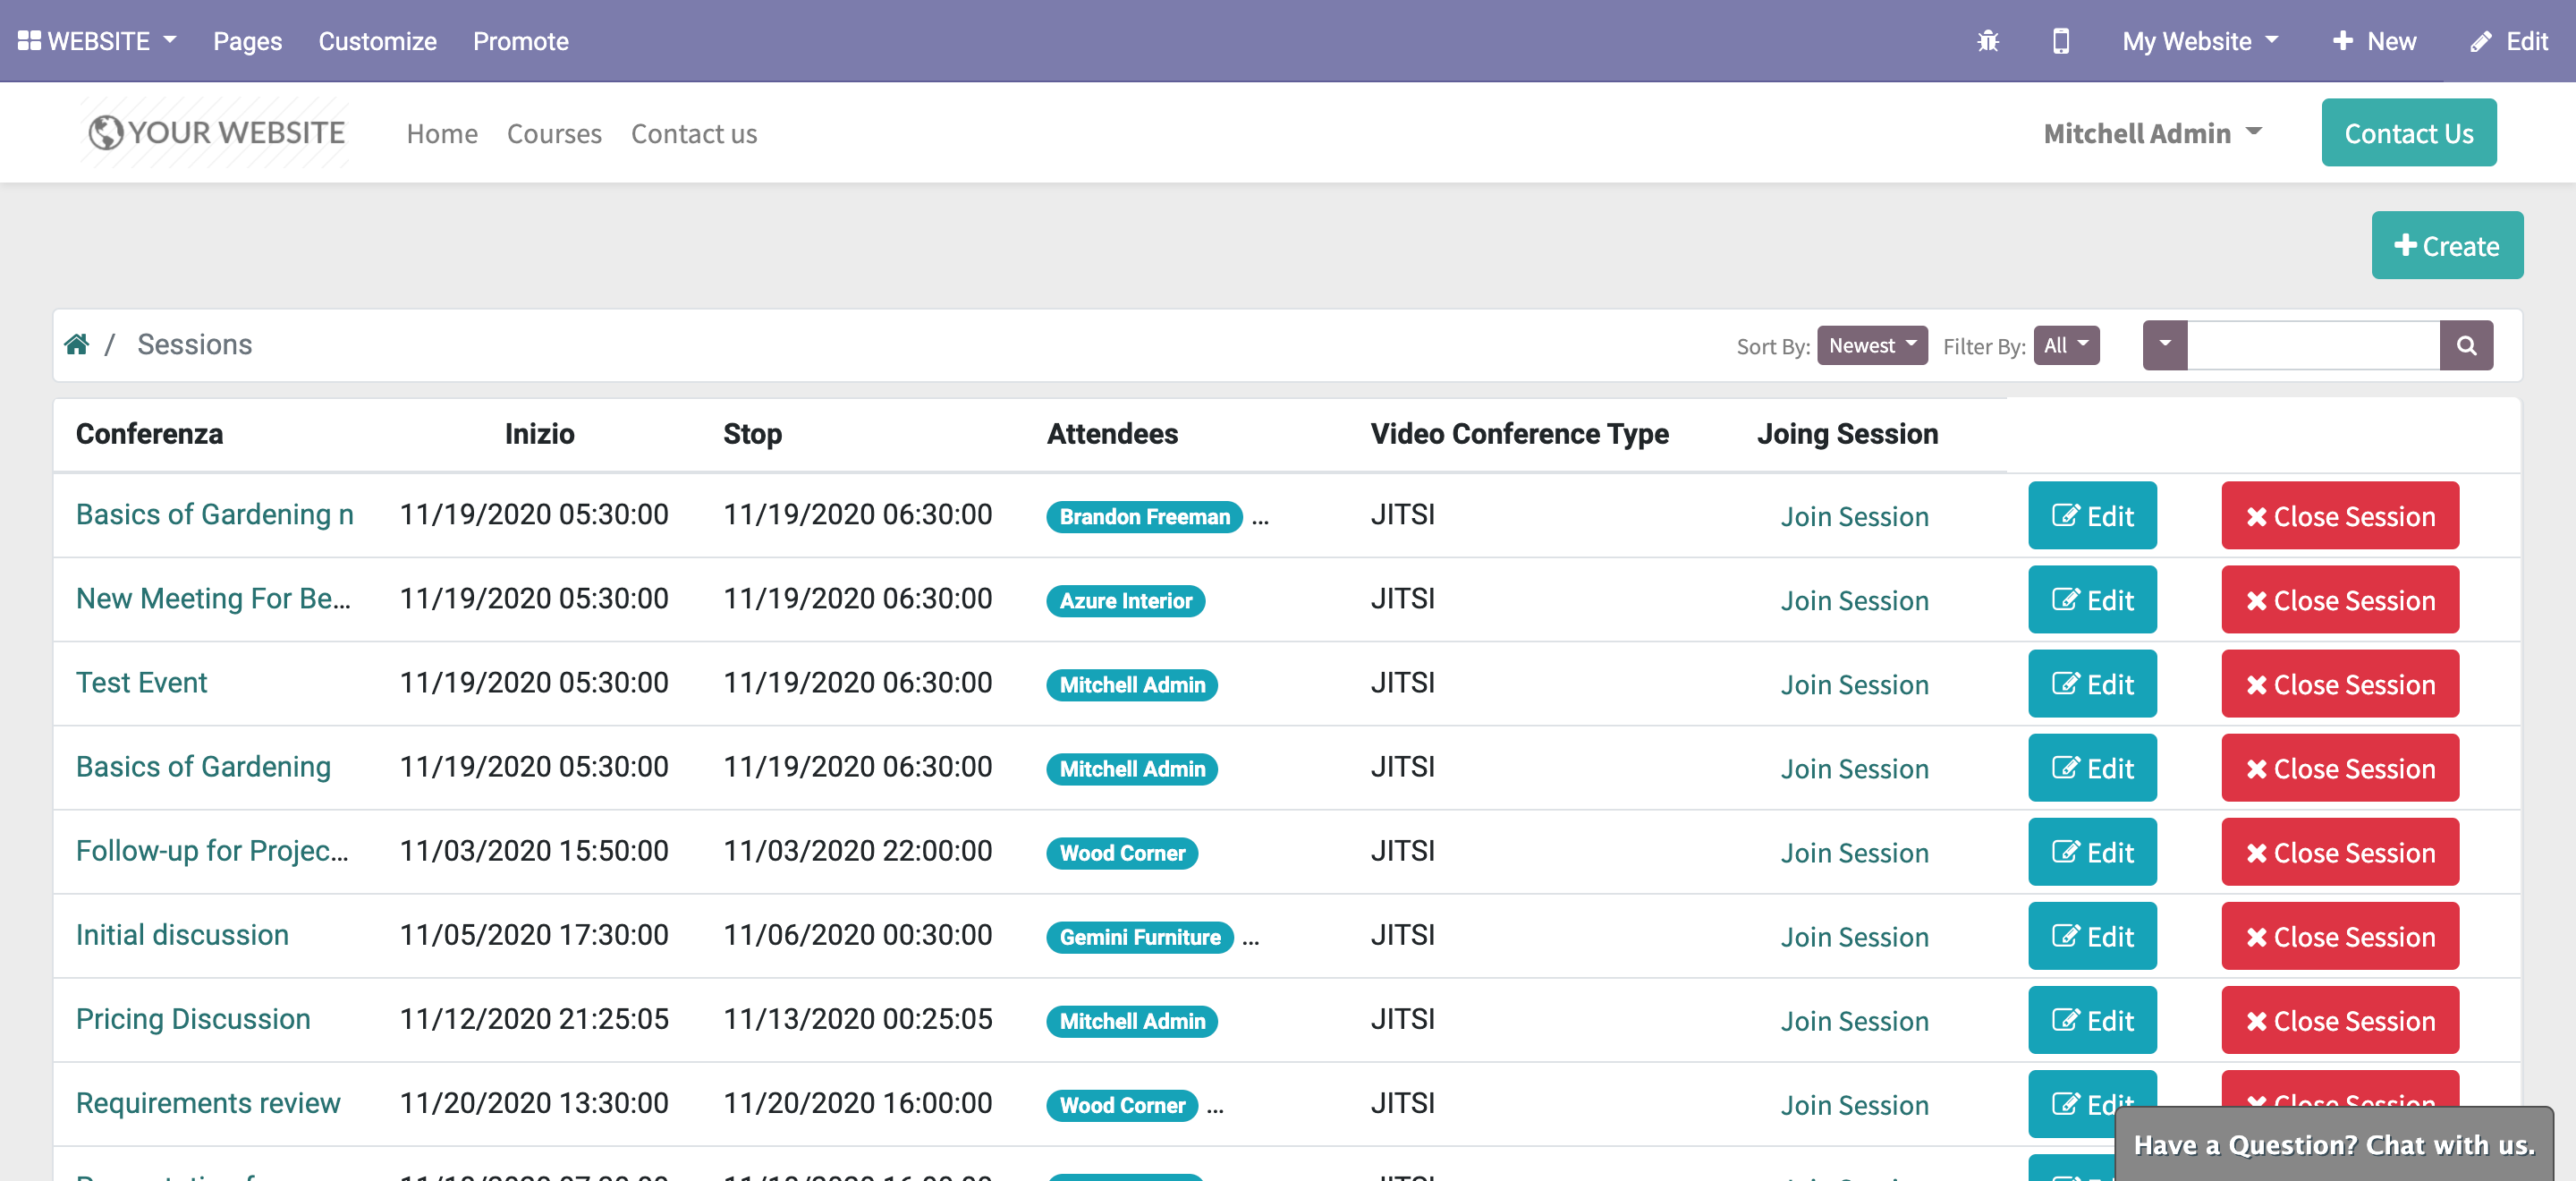 WEBSITE Pages Customize Promote My Website New Edit
YOUR WEBSITE Home Courses Contact us Mitchell Admin Contact Us
Create
/ Sessions Sort By: Newest Filter By: All
Conferenza Inizio Stop Attendees Video Conference Type Joing Session
Basics of Gardening n 11/19/2020 05:30:00 11/19/2020 06:30:00 Brandon Freeman ... JITSI Join Session Edit Close Session
New Meeting For Be... 11/19/2020 05:30:00 11/19/2020 06:30:00 Azure Interior JITSI Join Session Edit Close Session
Test Event 11/19/2020 05:30:00 11/19/2020 06:30:00 Mitchell Admin JITSI Join Session Edit Close Session
Basics of Gardening 11/19/2020 05:30:00 11/19/2020 06:30:00 Mitchell Admin JITSI Join Session Edit Close Session
Follow-up for Projec... 11/03/2020 15:50:00 11/03/2020 22:00:00 Wood Corner JITSI Join Session Edit Close Session
Initial discussion 11/05/2020 17:30:00 11/06/2020 00:30:00 Gemini Furniture ... JITSI Join Session Edit Close Session
Pricing Discussion 11/12/2020 21:25:05 11/13/2020 00:25:05 Mitchell Admin JITSI Join Session Edit Close Session
Requirements review 11/20/2020 13:30:00 11/20/2020 16:00:00 Wood Corner ... JITSI Join Session Edit Close Session
Have a Question? Chat with us.